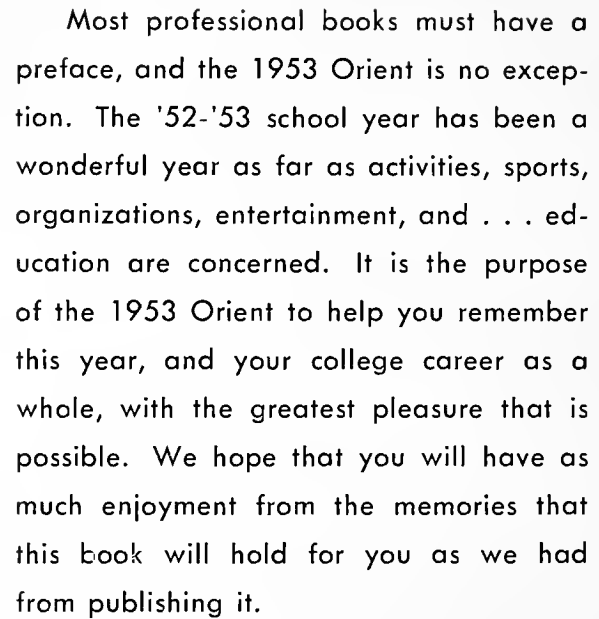 Most professional books must have a
preface, and the 1953 Orient is no excep-
tion. The '52-'53 school year has been a
wonderful year as far as activities, sports,
organizations, entertainment, and . . . ed-
ucation are concerned. It is the purpose
of the 1953 Orient to help you remember
this year, and your college career as a
whole, with the greatest pleasure that is
possible. We hope that you will have as
much enjoyment from the memories that
this book will hold for you as we had
from publishing it.